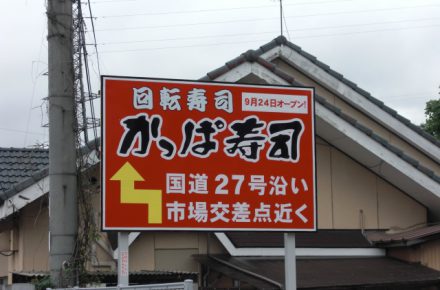 回転寿司
9月24日オープン!
かっぱ寿司
国道27号沿い
市場交差点近く